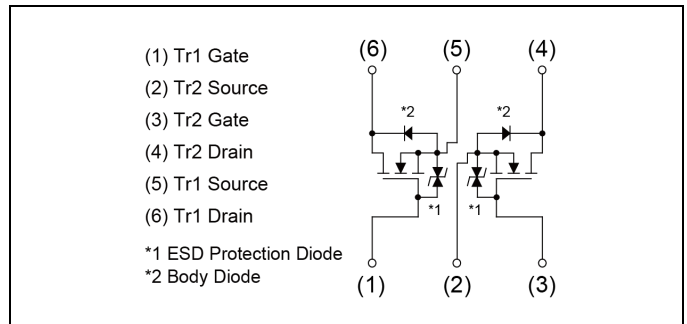 (1) Tr1 Gate
(2) Tr2 Source
(3) Tr2 Gate
(4) Tr2 Drain
(5) Tr1 Source
(6) Tr1 Drain
*1 ESD Protection Diode
*2 Body Diode
(6) (5) (4)
*2 *2
*1 *1
(1) (2) (3)